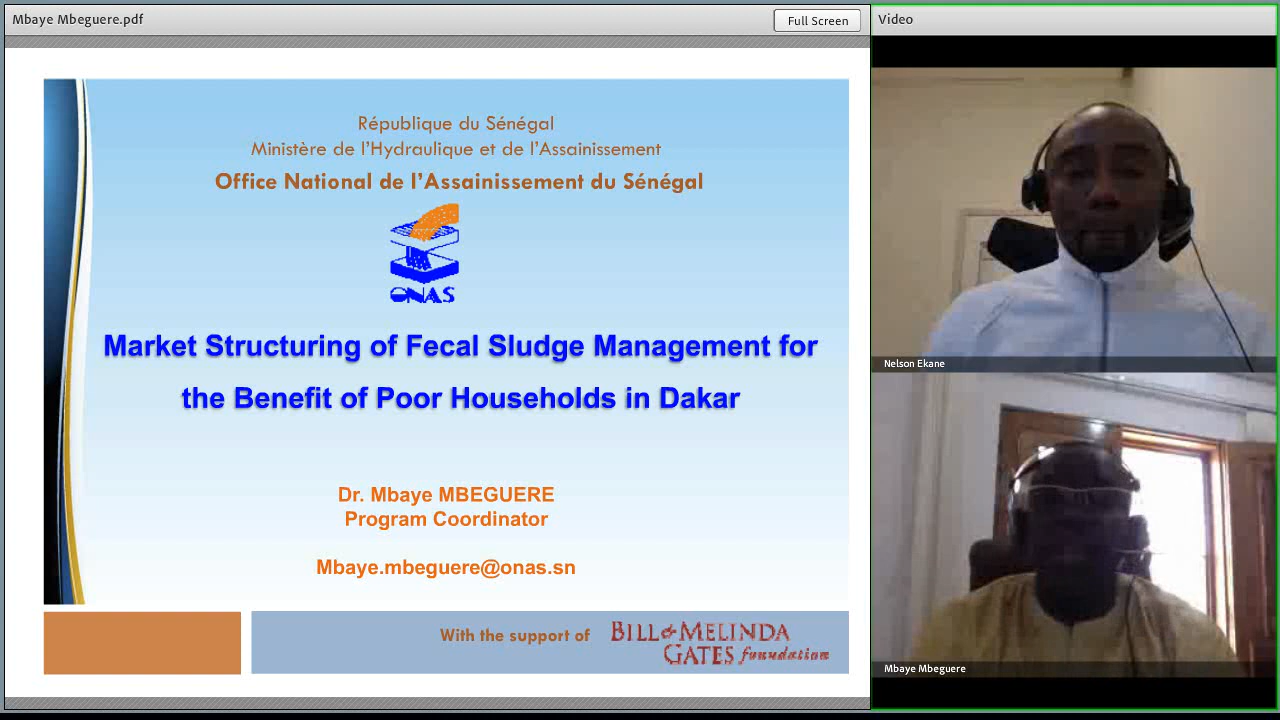 Mbaye Mbeguere.pdf
Full Screen
Video
République du Sénégal
Ministère de l'Hydraulique et de l'Assainissement
Office National de l'Assainissement du Sénégal
ONAS
Market Structuring of Fecal Sludge Management for
the Benefit of Poor Households in Dakar
Dr. Mbaye MBEGUERE
Program Coordinator
Mbaye.mbeguere@onas.sn
With the support of
BILL & MELINDA
GATES foundation
Nelson Ekane
Mbaye Mbeguere